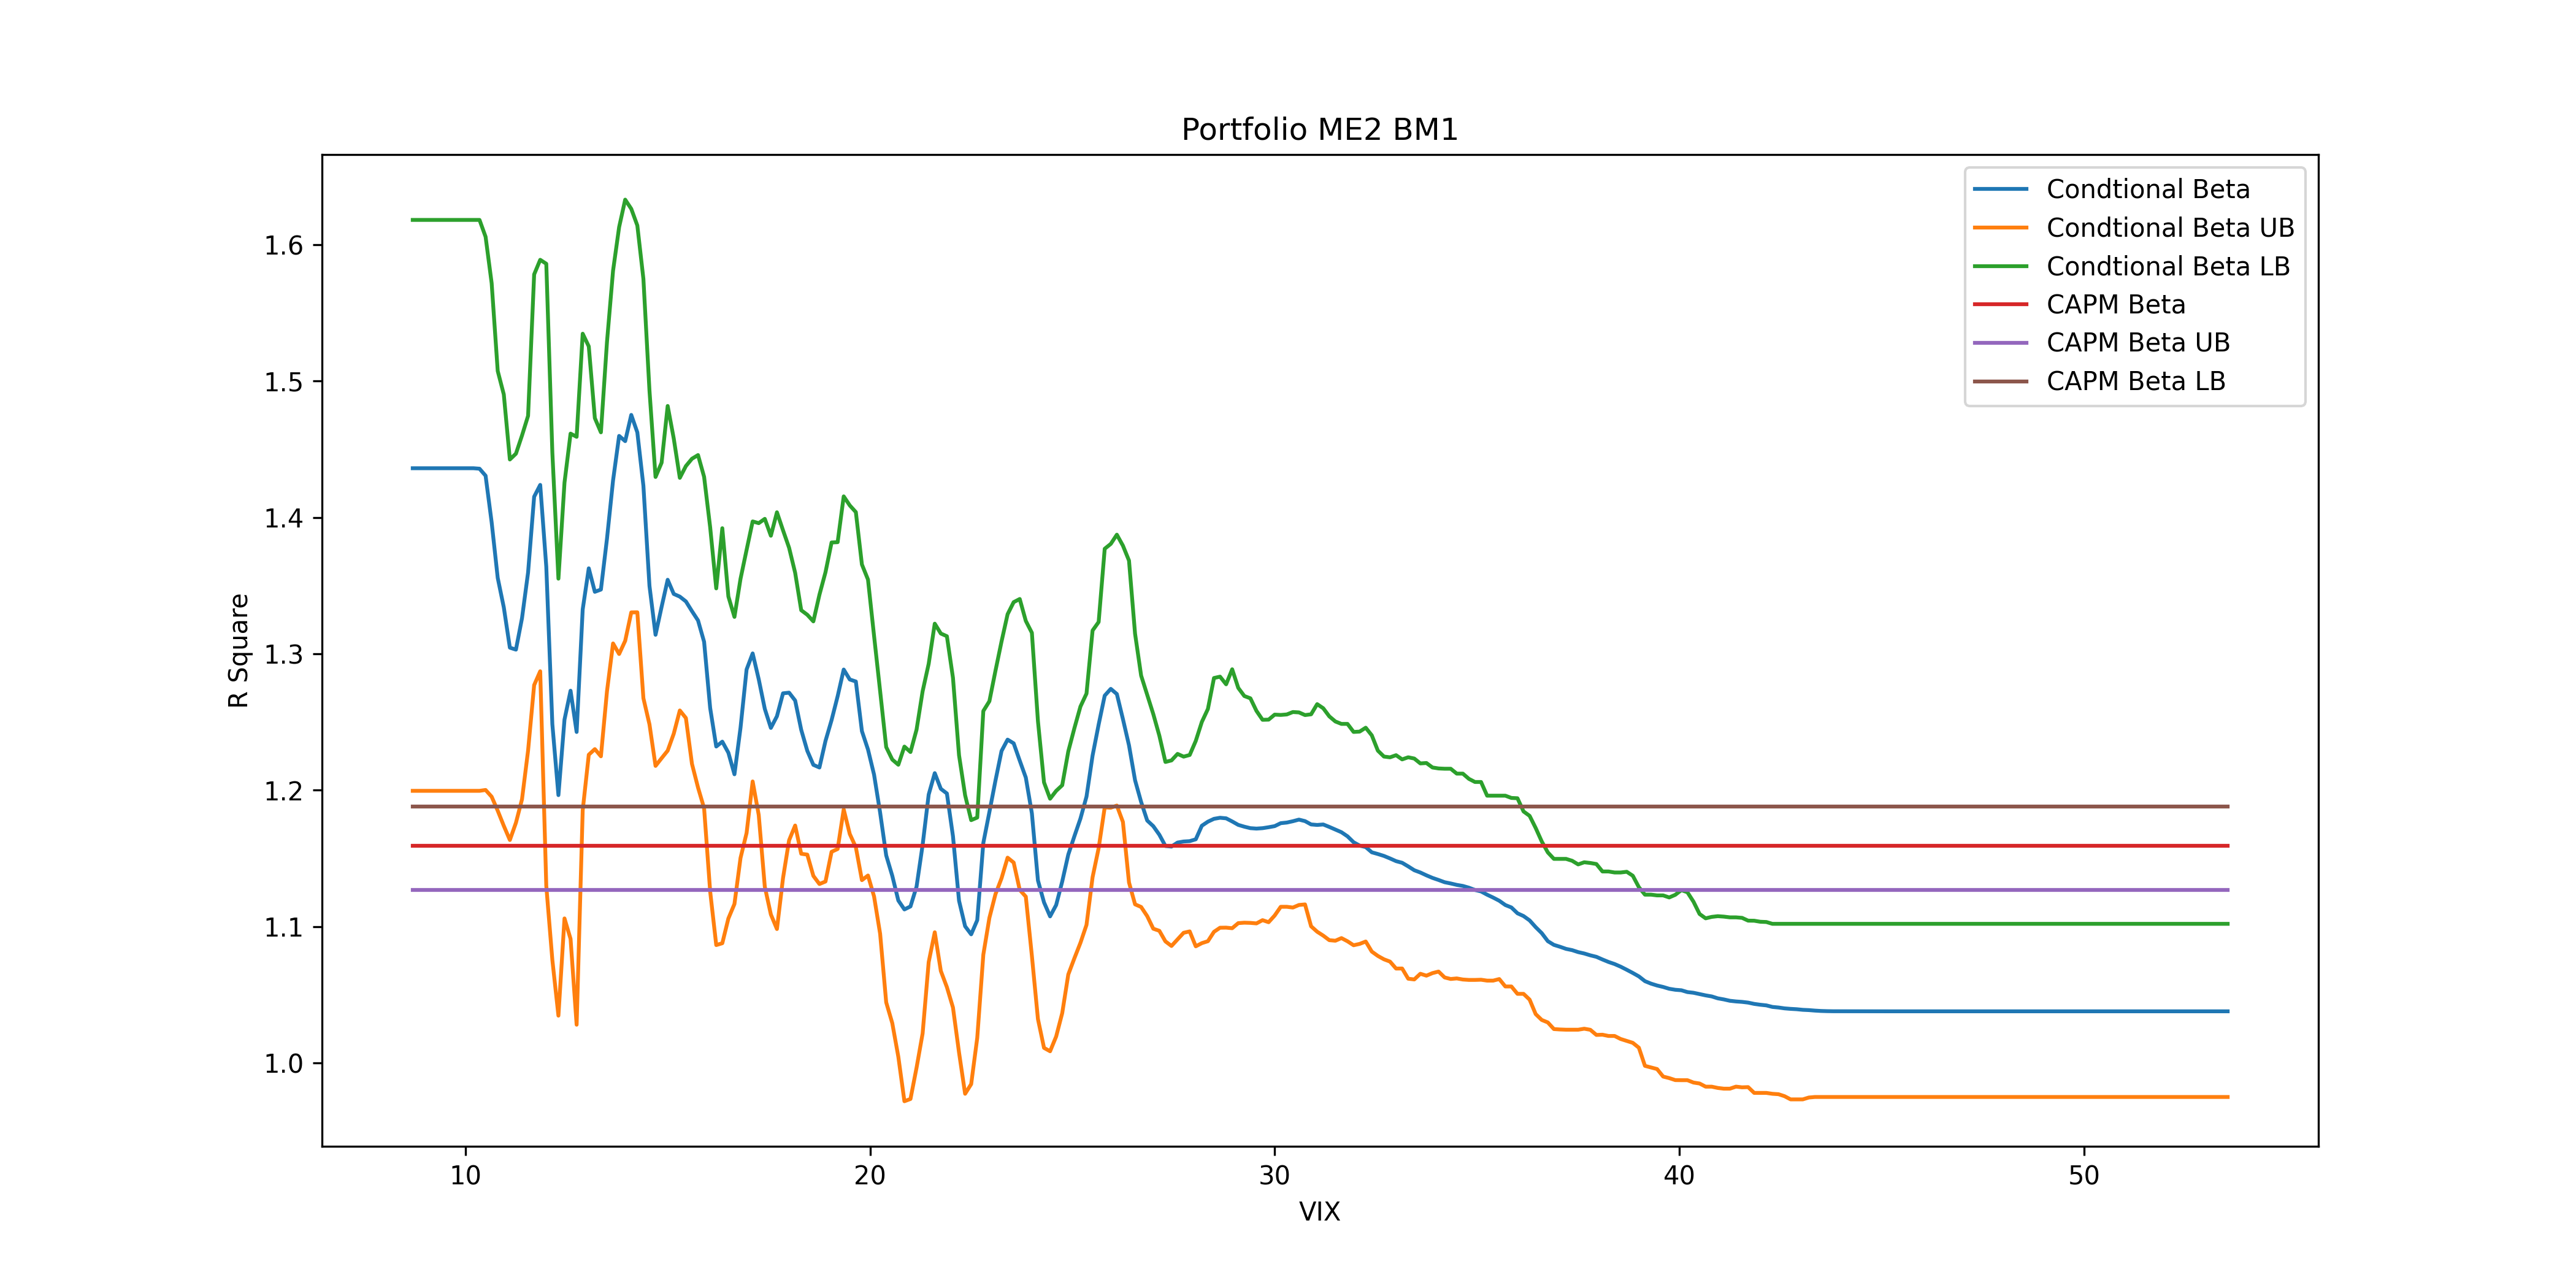 Portfolio ME2 BM1
Condtional Beta
Condtional Beta UB
Condtional Beta LB
CAPM Beta
CAPM Beta UB
CAPM Beta LB
R Square
1.6
1.5
1.4
1.3
1.2
1.1
1.0
10 20 30 40 50
VIX